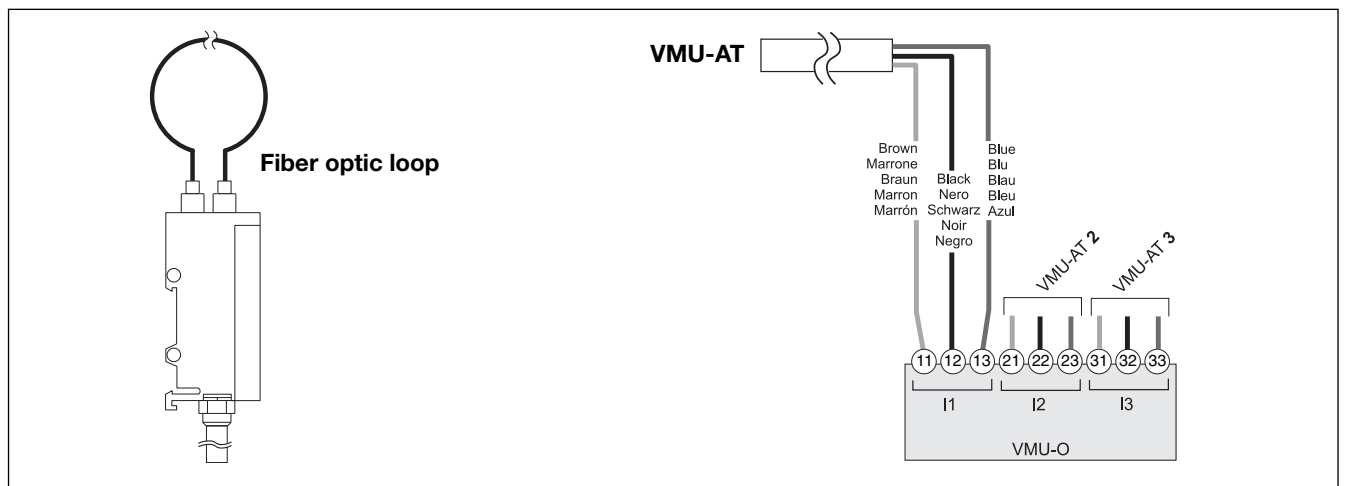 Fiber optic loop
VMU-AT
Brown
Marrone
Braun
Marron
Marrón
Black
Nero
Schwarz
Noir
Negro
Blue
Blu
Blau
Bleu
Azul
VMU-AT 2
VMU-AT 3
11 12 13 21 22 23 31 32 33
I1 I2 I3
VMU-O